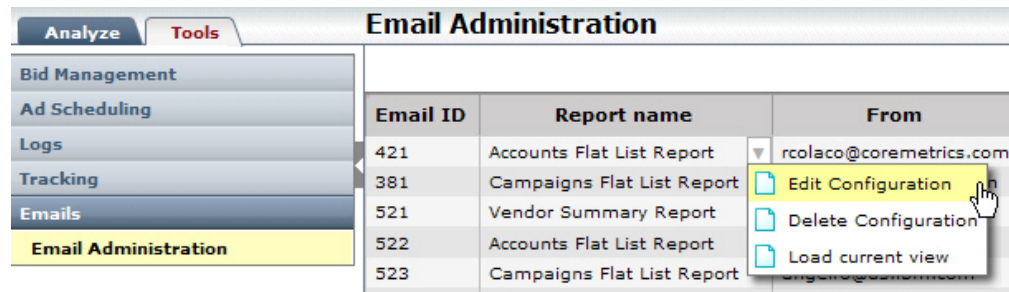 Analyze Tools Email Administration
Bid Management
Ad Scheduling
Logs
Tracking
Emails
Email Administration
Email ID Report name From
421 Accounts Flat List Report rcolaco@coremetrics.com
381 Campaigns Flat List Report
521 Vendor Summary Report
522 Accounts Flat List Report
523 Campaigns Flat List Report
Edit Configuration
Delete Configuration
Load current view